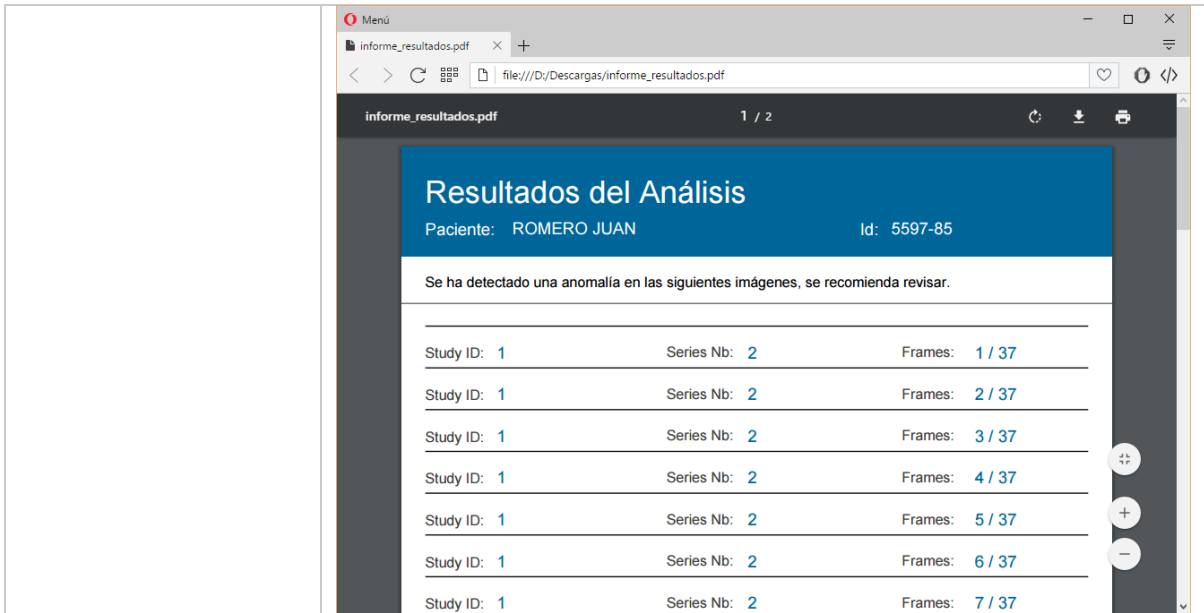 Menú
informe_resultados.pdf
file:///D:/Descargas/informe_resultados.pdf
informe_resultados.pdf 1 / 2
Resultados del Análisis
Paciente: ROMERO JUAN Id: 5597-85
Se ha detectado una anomalía en las siguientes imágenes, se recomienda revisar.
Study ID: 1 Series Nb: 2 Frames: 1 / 37
Study ID: 1 Series Nb: 2 Frames: 2 / 37
Study ID: 1 Series Nb: 2 Frames: 3 / 37
Study ID: 1 Series Nb: 2 Frames: 4 / 37
Study ID: 1 Series Nb: 2 Frames: 5 / 37
Study ID: 1 Series Nb: 2 Frames: 6 / 37
Study ID: 1 Series Nb: 2 Frames: 7 / 37